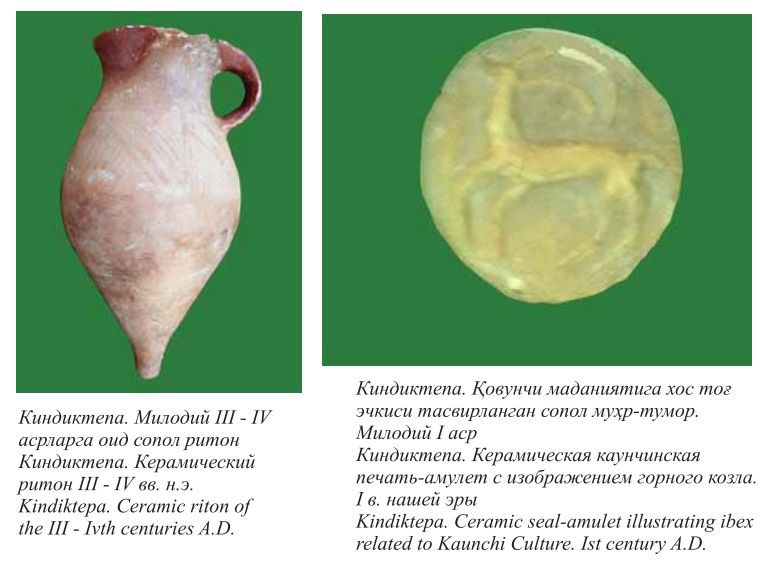 Киндиктепа. Милодий III - IV
асрларга оид сопол ритон
Киндиктепа. Керамический
ритон III - IV вв. н.э.
Kindiktepa. Ceramic riton of
the III - Ivth centuries A.D.
Киндиктепа. Қовунчи маданиятига хос тоғ
эчкиси тасвирланган сопол муҳр-тумор.
Милодий I аср
Киндиктепа. Керамическая каунчинская
печать-амулет с изображением горного козла.
I в. нашей эры
Kindiktepa. Ceramic seal-amulet illustrating ibex
related to Kaunchi Culture. Ist century A.D.